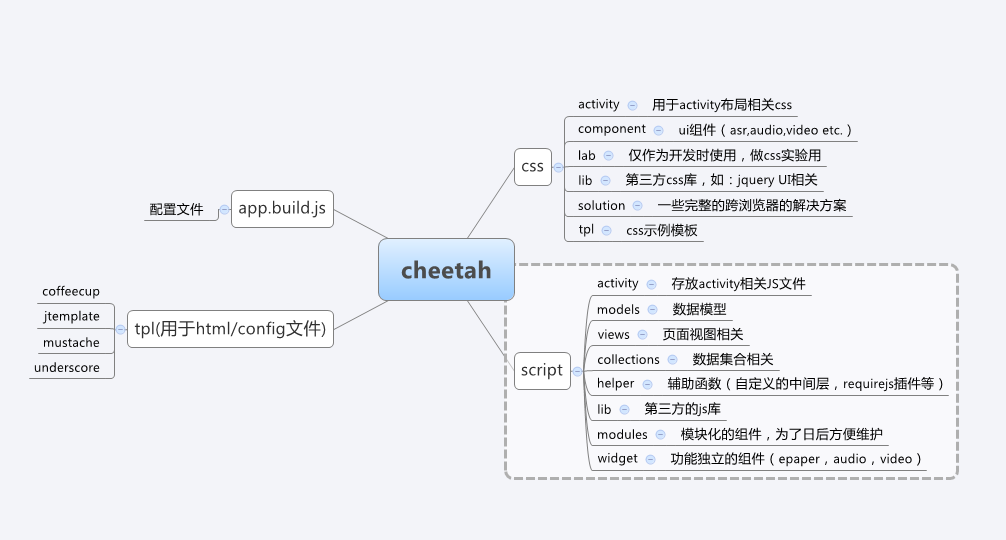 cheetah
css
activity 用于activity布局相关css
component ui组件（asr,audio,video etc.）
lab 仅作为开发时使用，做css实验用
lib 第三方css库，如：jquery UI相关
solution 一些完整的跨浏览器的解决方案
tpl css示例模板
script
activity 存放activity相关JS文件
models 数据模型
views 页面视图相关
collections 数据集合相关
helper 辅助函数（自定义的中间层，requirejs插件等）
lib 第三方的js库
modules 模块化的组件，为了日后方便维护
widget 功能独立的组件（epaper，audio，video）
app.build.js
配置文件
tpl(用于html/config文件)
coffeecup
jtemplate
mustache
underscore